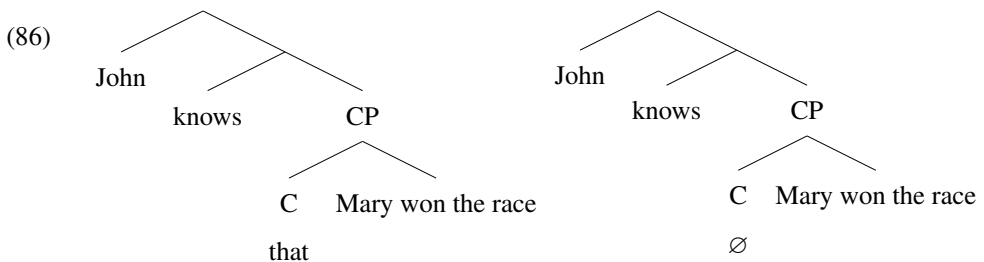 (86)
John John
knows CP knows CP
C Mary won the race C Mary won the race
that ∅